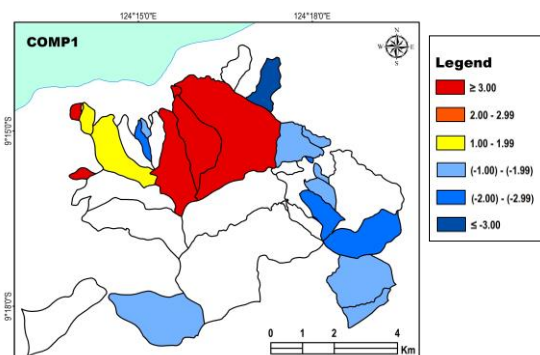 124°15'0"E 124°18'0"E
COMP1
W E
S
9°15'0"S
9°18'0"S
0 1 2 4
Km
Legend
≥ 3.00
2.00 - 2.99
1.00 - 1.99
(-1.00) - (-1.99)
(-2.00) - (-2.99)
≤ -3.00